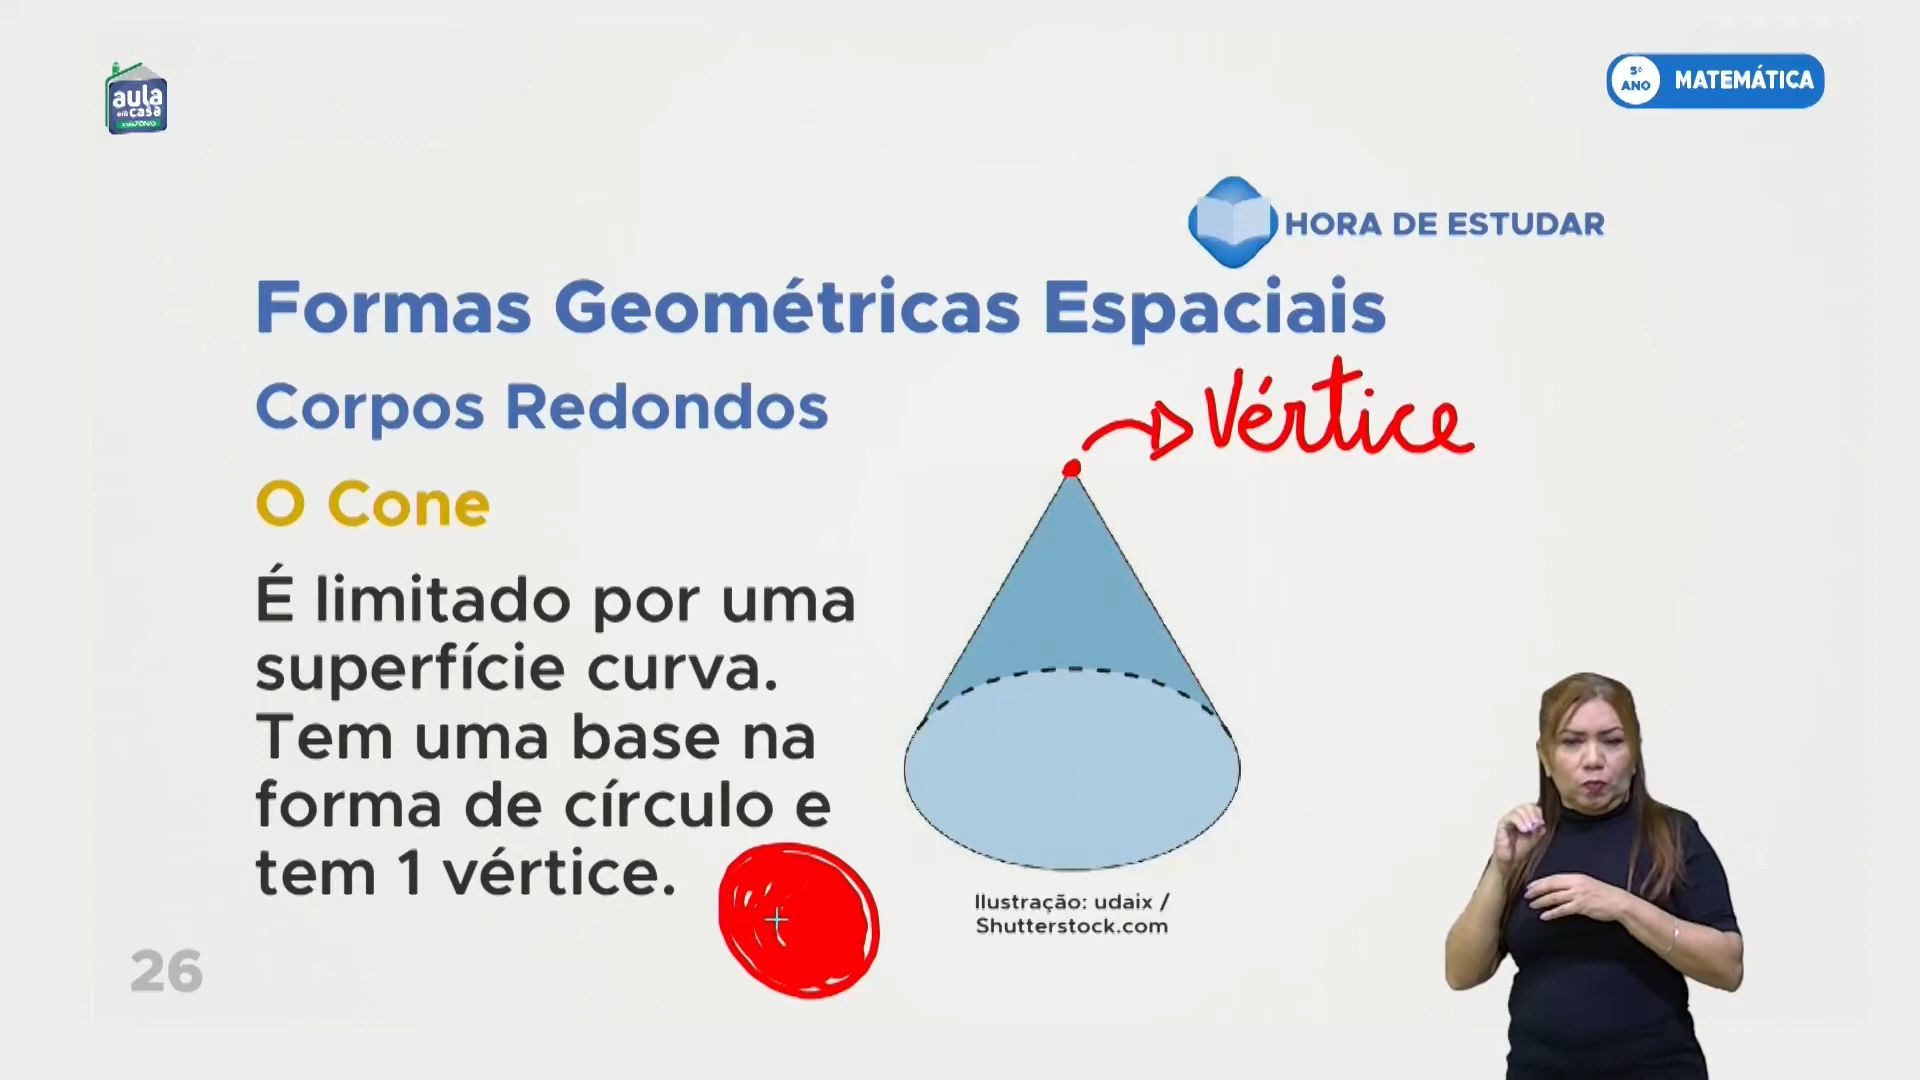 aula
em casa
5º
ANO
MATEMÁTICA
HORA DE ESTUDAR
Formas Geométricas Espaciais
Corpos Redondos
Vértice
O Cone
É limitado por uma
superfície curva.
Tem uma base na
forma de círculo e
tem 1 vértice.
Ilustração: udaix /
Shutterstock.com
26